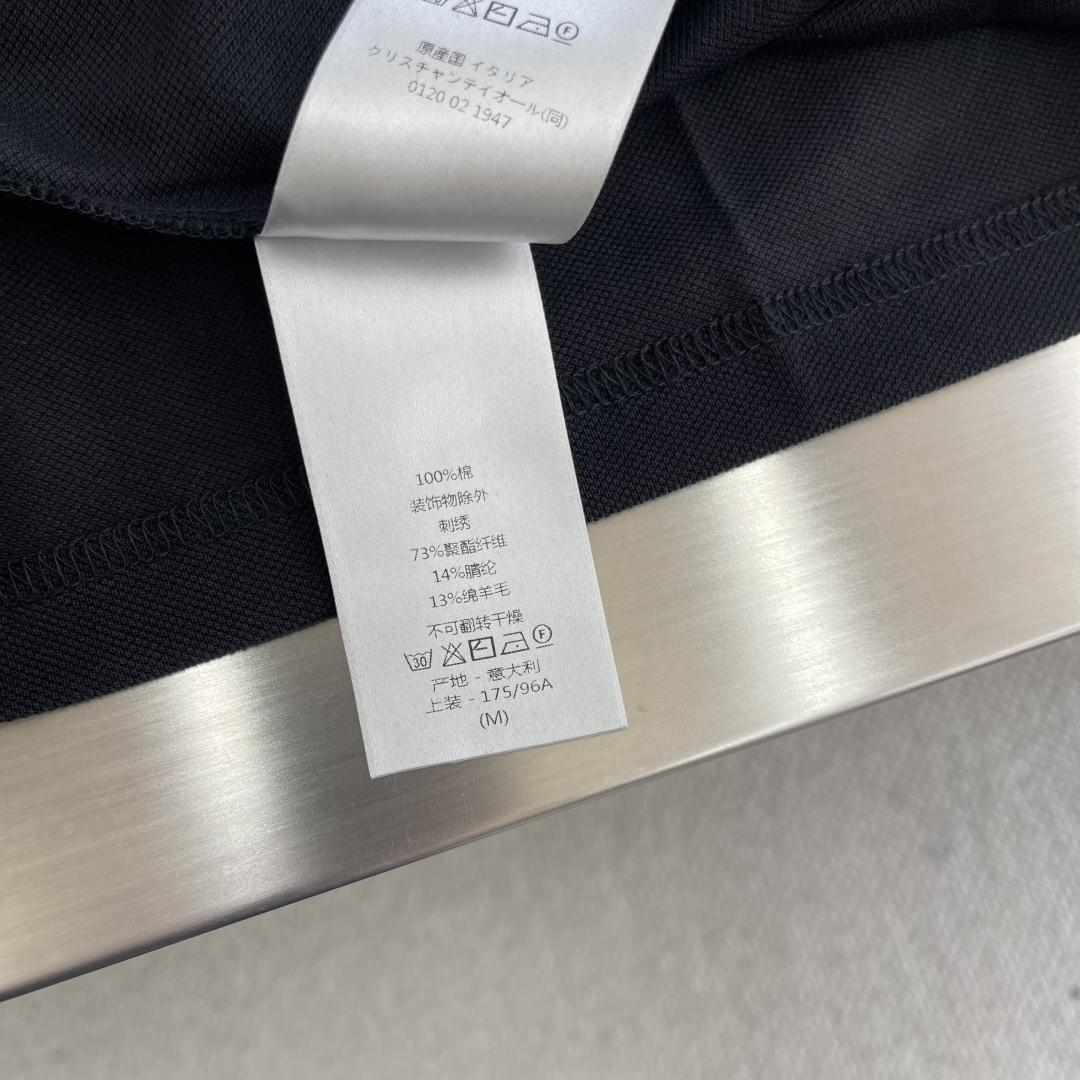 原産国 イタリア
クリスチャンディオール(同)
0120 02 1947
100%棉
装饰物除外
刺绣
73%聚酯纤维
14%腈纶
13%绵羊毛
不可翻转干燥
30 F
产地 - 意大利
上装 - 175/96A
(M)